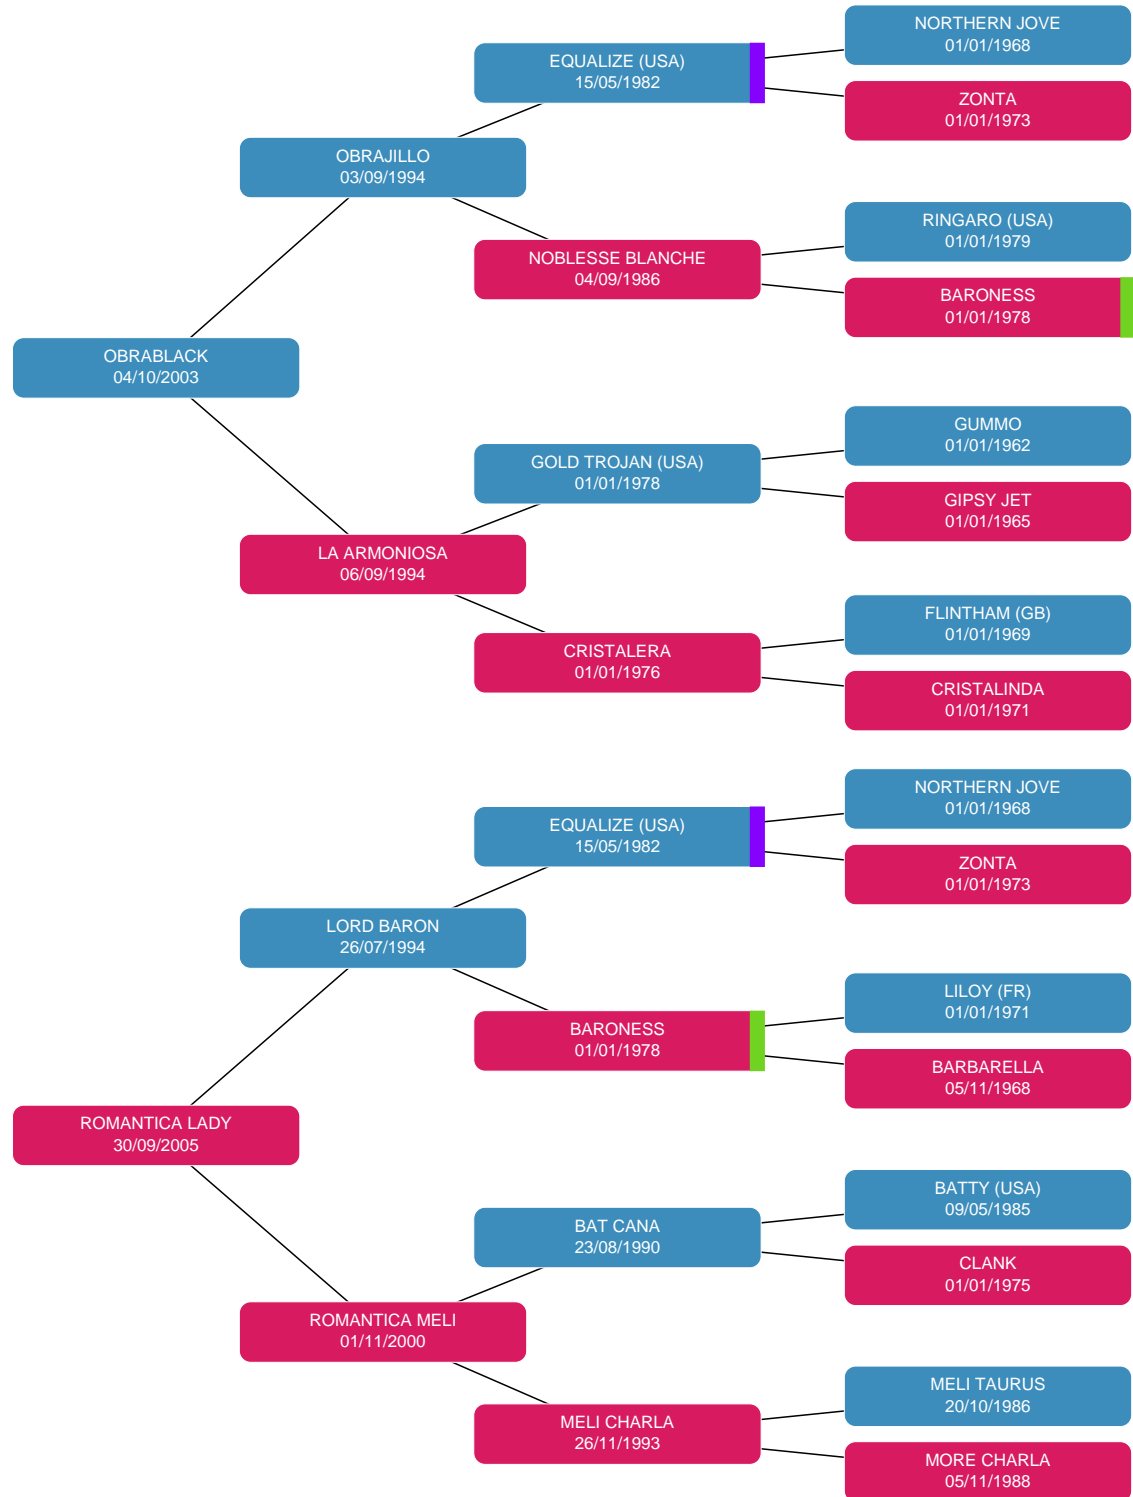 NORTHERN JOVE
01/01/1968
EQUALIZE (USA)
15/05/1982
ZONTA
01/01/1973
OBRAJILLO
03/09/1994
RINGARO (USA)
01/01/1979
NOBLESSE BLANCHE
04/09/1986
BARONESS
01/01/1978
OBRABLACK
04/10/2003
GUMMO
01/01/1962
GOLD TROJAN (USA)
01/01/1978
GIPSY JET
01/01/1965
LA ARMONIOSA
06/09/1994
FLINTHAM (GB)
01/01/1969
CRISTALERA
01/01/1976
CRISTALINDA
01/01/1971
NORTHERN JOVE
01/01/1968
EQUALIZE (USA)
15/05/1982
ZONTA
01/01/1973
LORD BARON
26/07/1994
LILOY (FR)
01/01/1971
BARONESS
01/01/1978
BARBARELLA
05/11/1968
ROMANTICA LADY
30/09/2005
BATTY (USA)
09/05/1985
BAT CANA
23/08/1990
CLANK
01/01/1975
ROMANTICA MELI
01/11/2000
MELI TAURUS
20/10/1986
MELI CHARLA
26/11/1993
MORE CHARLA
05/11/1988